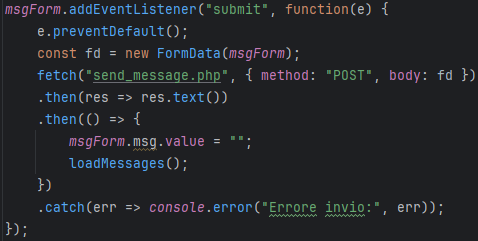 msgForm.addEventListener("submit", function(e) {
    e.preventDefault();
    const fd = new FormData(msgForm);
    fetch("send_message.php", { method: "POST", body: fd })
    .then(res => res.text())
    .then(() => {
        msgForm.msg.value = "";
        loadMessages();
    })
    .catch(err => console.error("Errore invio:", err));
});